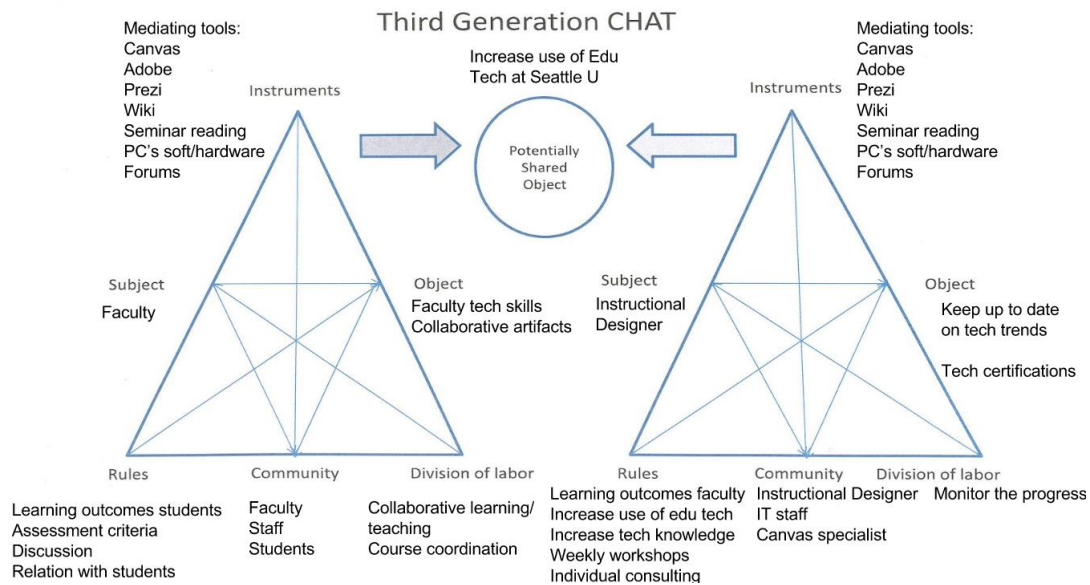 Third Generation CHAT
Mediating tools:
Canvas
Adobe
Prezi
Wiki
Seminar reading
PC's soft/hardware
Forums
Instruments
Increase use of Edu
Tech at Seattle U
Potentially
Shared
Object
Mediating tools:
Canvas
Adobe
Prezi
Wiki
Seminar reading
PC's soft/hardware
Forums
Instruments
Subject
Faculty
Object
Faculty tech skills
Collaborative artifacts
Subject
Instructional
Designer
Object
Keep up to date
on tech trends
Tech certifications
Rules
Learning outcomes students
Assessment criteria
Discussion
Relation with students
Community
Faculty
Staff
Students
Division of labor
Collaborative learning/
teaching
Course coordination
Rules
Learning outcomes faculty
Increase use of edu tech
Increase tech knowledge
Weekly workshops
Individual consulting
Community
Instructional Designer
IT staff
Canvas specialist
Division of labor
Monitor the progress